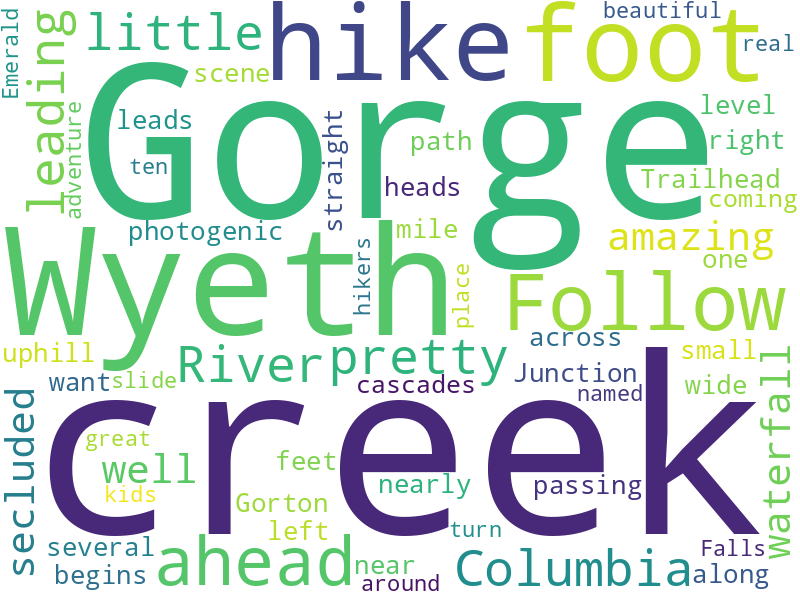 Emerald
leading
adventure
little
hike
foot
beautiful
real
scene
Gorge
leads
ten
straight
path
heads
level
right
Trailhead
coming
photogenic
Wyeth
hikers
mile
place
amazing
one
Follow
uphill
want
slide
River
pretty
cascades
across
Junction
named
small
wide
waterfall
secluded
creek
great
well
kids
feet
Gorton
left
nearly
passing
turn
several
begins
ahead
near
around
Columbia
Falls
along